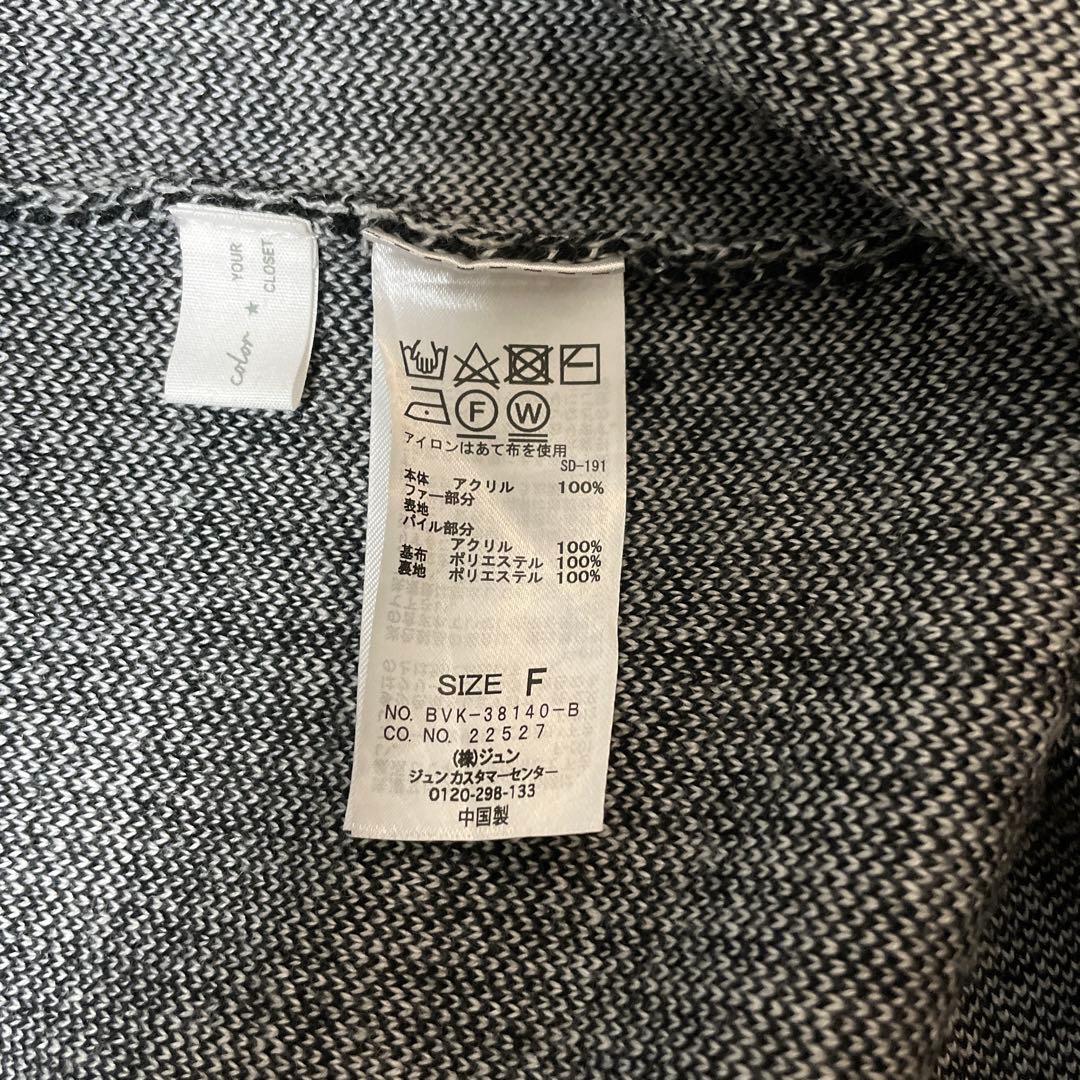 color ★ YOUR
CLOSET
F W
アイロンはあて布を使用
SD-191
本体 アクリル 100%
ファー部分
表地
パイル部分
アクリル 100%
基布 ポリエステル 100%
裏地 ポリエステル 100%
SIZE F
NO. BVK-38140-B
CO. NO. 22527
(株)ジュン
ジュンカスタマーセンター
0120-298-133
中国製